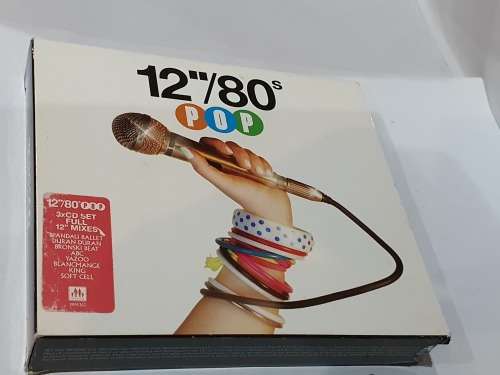 12"/80s
POP
12"/80s POP
3xCD SET
FULL
12" MIXES
SPANDAU BALLET
DURAN DURAN
BRONSKI BEAT
ABC
YAZOO
BLANCMANGE
KING
SOFT CELL